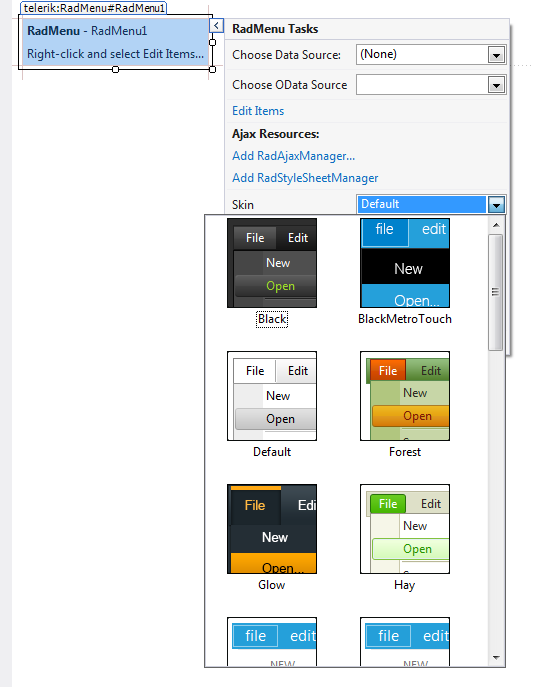 telerik:RadMenu#RadMenu1
RadMenu - RadMenu1
Right-click and select Edit Items...
RadMenu Tasks
Choose Data Source: (None)
Choose OData Source
Edit Items
Ajax Resources:
Add RadAjaxManager...
Add RadStyleSheetManager
Skin Default
File Edit
New
Open
Black
file edit
New
Open...
BlackMetroTouch
File Edit
New
Open
Default
File Edit
New
Open
Forest
File Edi
New
Open...
Glow
File Edit
New
Open
Hay
file edit
NEW
file edit
NEW